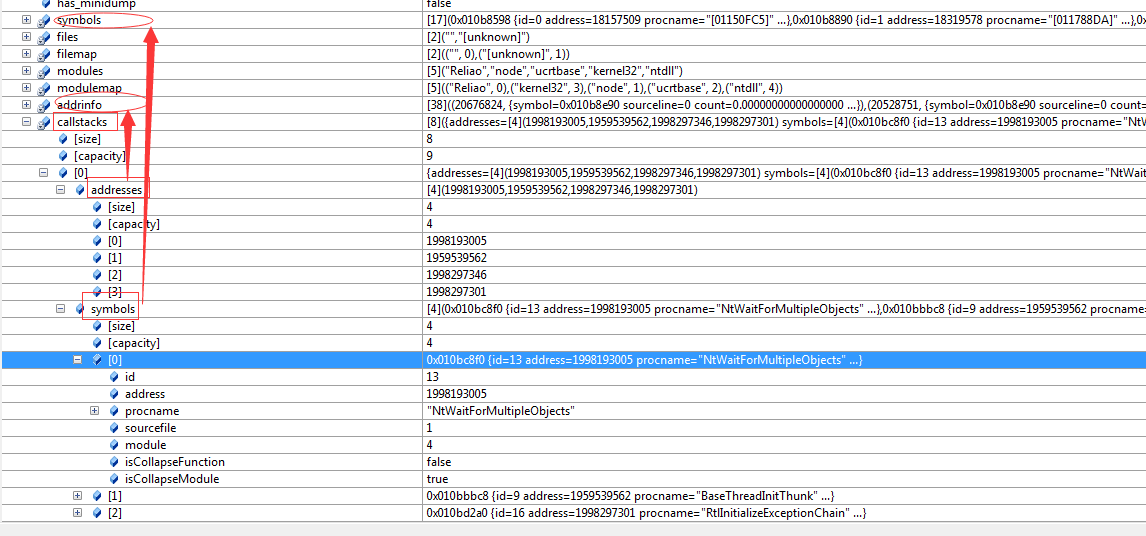 has_minidump false
symbols [17](0x010b8598 {id=0 address=18157509 procname="[01150FC5]" ...},0x010b8890 {id=1 address=18319578 procname="[011788DA]" ...},0x
files [2]("","[unknown]")
filemap [2](("", 0),("[unknown]", 1))
modules [5]("Reliao","node","ucrtbase","kernel32","ntdll")
modulemap [5](("Reliao", 0),("kernel32", 3),("node", 1),("ucrtbase", 2),("ntdll", 4))
addrinfo [38]((20676824, {symbol=0x010b8e90 sourceline=0 count=0.00000000000000000 ...}),(20528751, {symbol=0x010b8e90 sourceline=0 count=
callstacks [8]({addresses=[4](1998193005,1959539562,1998297346,1998297301) symbols=[4](0x010bc8f0 {id=13 address=1998193005 procname="NtW
[size] 8
[capacity] 9
[0] {addresses=[4](1998193005,1959539562,1998297346,1998297301) symbols=[4](0x010bc8f0 {id=13 address=1998193005 procname="NtWait
addresses [4](1998193005,1959539562,1998297346,1998297301)
[size] 4
[capacity] 4
[0] 1998193005
[1] 1959539562
[2] 1998297346
[3] 1998297301
symbols [4](0x010bc8f0 {id=13 address=1998193005 procname="NtWaitForMultipleObjects" ...},0x010bbbc8 {id=9 address=1959539562 procname=
[size] 4
[capacity] 4
[0] 0x010bc8f0 {id=13 address=1998193005 procname="NtWaitForMultipleObjects" ...}
id 13
address 1998193005
procname "NtWaitForMultipleObjects"
sourcefile 1
module 4
isCollapseFunction false
isCollapseModule true
[1] 0x010bbbc8 {id=9 address=1959539562 procname="BaseThreadInitThunk" ...}
[2] 0x010bd2a0 {id=16 address=1998297301 procname="RtlInitializeExceptionChain" ...}